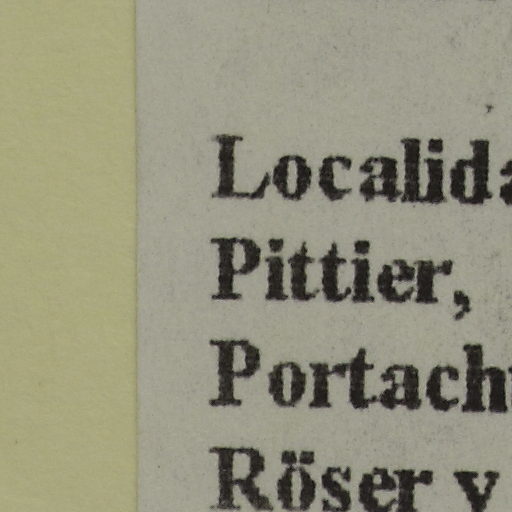 Localida
Pittier,
Portach
Röser y